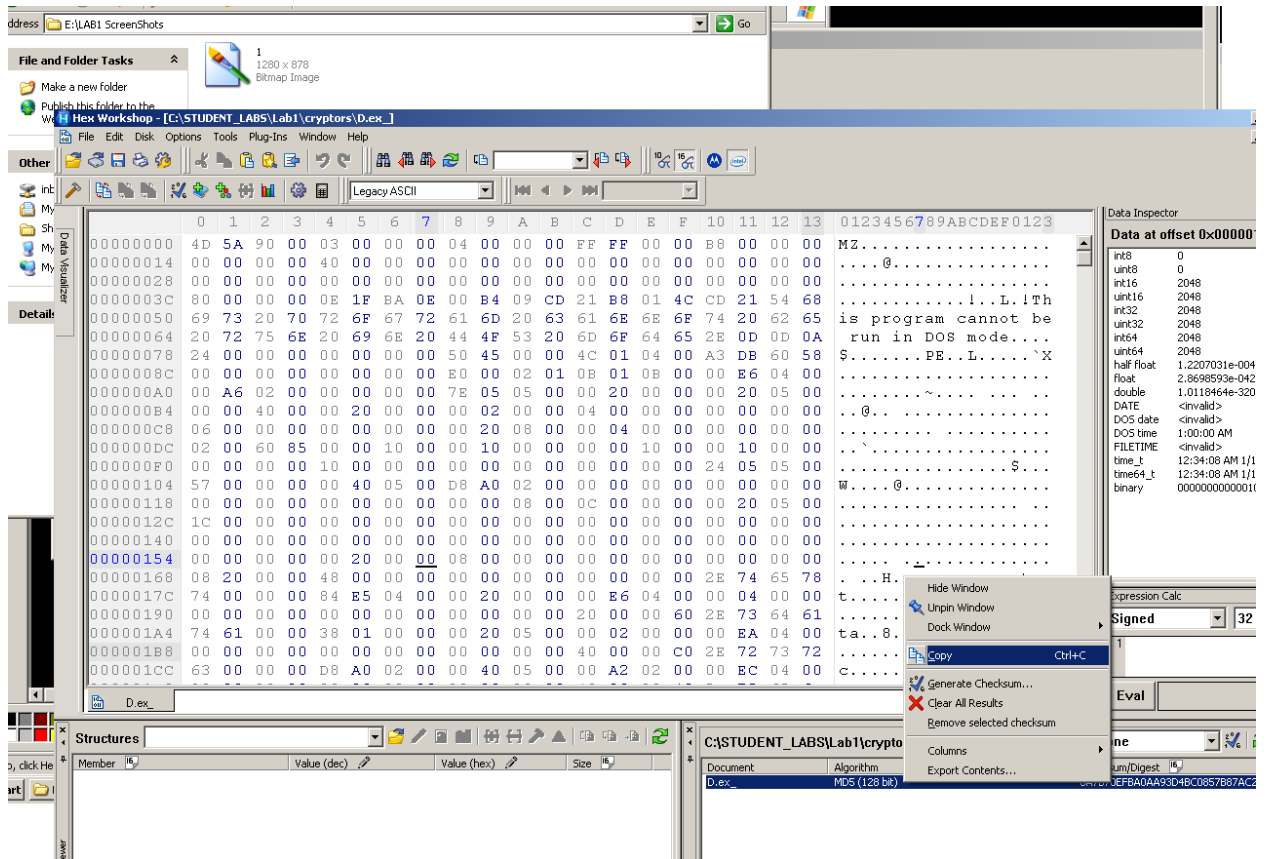 ddress E:\LAB1 ScreenShots Go
File and Folder Tasks
Make a new folder
Publish this folder to the
We
1
1280 x 878
Bitmap Image
Other
My
Sh
My
My
Details
Hex Workshop - [C:\STUDENT_LABS\Lab1\cryptors\D.ex_]
File Edit Disk Options Tools Plug-Ins Window Help
Legacy ASCII
Data Visualizer
0 1 2 3 4 5 6 7 8 9 A B C D E F 10 11 12 13 0123456789ABCDEF0123
00000000 4D 5A 90 00 03 00 00 00 04 00 00 00 FF FF 00 00 B8 00 00 00 MZ..................
00000014 00 00 00 00 40 00 00 00 00 00 00 00 00 00 00 00 00 00 00 00 ....@...............
00000028 00 00 00 00 00 00 00 00 00 00 00 00 00 00 00 00 00 00 00 00 ....................
0000003C 80 00 00 00 0E 1F BA 0E 00 B4 09 CD 21 B8 01 4C CD 21 54 68 ............!..L.!Th
00000050 69 73 20 70 72 6F 67 72 61 6D 20 63 61 6E 6E 6F 74 20 62 65 is program cannot be
00000064 20 72 75 6E 20 69 6E 20 44 4F 53 20 6D 6F 64 65 2E 0D 0D 0A run in DOS mode....
00000078 24 00 00 00 00 00 00 00 50 45 00 00 4C 01 04 00 A3 DB 60 58 $.......PE..L.....`X
0000008C 00 00 00 00 00 00 00 00 E0 00 02 01 0B 01 0B 00 00 E6 04 00 ....................
000000A0 00 A6 02 00 00 00 00 00 7E 05 05 00 00 20 00 00 00 20 05 00 ........~.... ... ..
000000B4 00 00 40 00 00 20 00 00 00 02 00 00 04 00 00 00 00 00 00 00 ..@.. ..............
000000C8 06 00 00 00 00 00 00 00 00 20 08 00 00 04 00 00 00 00 00 00 ......... ..........
000000DC 02 00 60 85 00 00 10 00 00 10 00 00 00 00 10 00 00 10 00 00 ..`.................
000000F0 00 00 00 00 10 00 00 00 00 00 00 00 00 00 00 00 24 05 05 00 ................$...
00000104 57 00 00 00 00 40 05 00 D8 A0 02 00 00 00 00 00 00 00 00 00 W....@..............
00000118 00 00 00 00 00 00 00 00 00 00 08 00 0C 00 00 00 00 20 05 00 ................. ..
0000012C 1C 00 00 00 00 00 00 00 00 00 00 00 00 00 00 00 00 00 00 00 ....................
00000140 00 00 00 00 00 00 00 00 00 00 00 00 00 00 00 00 00 00 00 00 ....................
00000154 00 00 00 00 00 20 00 00 08 00 00 00 00 00 00 00 00 00 00 00 ..... ..............
00000168 08 20 00 00 48 00 00 00 00 00 00 00 00 00 00 00 2E 74 65 78 . ..H.
0000017C 74 00 00 00 84 E5 04 00 00 20 00 00 00 E6 04 00 00 04 00 00 t.....
00000190 00 00 00 00 00 00 00 00 00 00 00 00 20 00 00 60 2E 73 64 61 ......
000001A4 74 61 00 00 38 01 00 00 00 20 05 00 00 02 00 00 00 EA 04 00 ta..8.
000001B8 00 00 00 00 00 00 00 00 00 00 00 00 40 00 00 C0 2E 72 73 72 ......
000001CC 63 00 00 00 D8 A0 02 00 00 40 05 00 00 A2 02 00 00 EC 04 00 c.....
D.ex_
Data Inspector
Data at offset 0x000001
int8 0
uint8 0
int16 2048
uint16 2048
int32 2048
uint32 2048
int64 2048
uint64 2048
half float 1.2207031e-004
float 2.8698593e-042
double 1.0118464e-320
DATE <invalid>
DOS date <invalid>
DOS time 1:00:00 AM
FILETIME <invalid>
time_t 12:34:08 AM 1/1
time64_t 12:34:08 AM 1/1
Hide Window
Unpin Window
Dock Window
Copy Ctrl+C
Generate Checksum...
Clear All Results
Remove selected checksum
Columns
Export Contents...
Expression Calc
Signed 32
1
Eval
Structures
Member Value (dec) Value (hex) Size
C:\STUDENT_LABS\Lab1\crypto
Document Algorithm um/Digest
D.ex_ MD5 (128 bit)